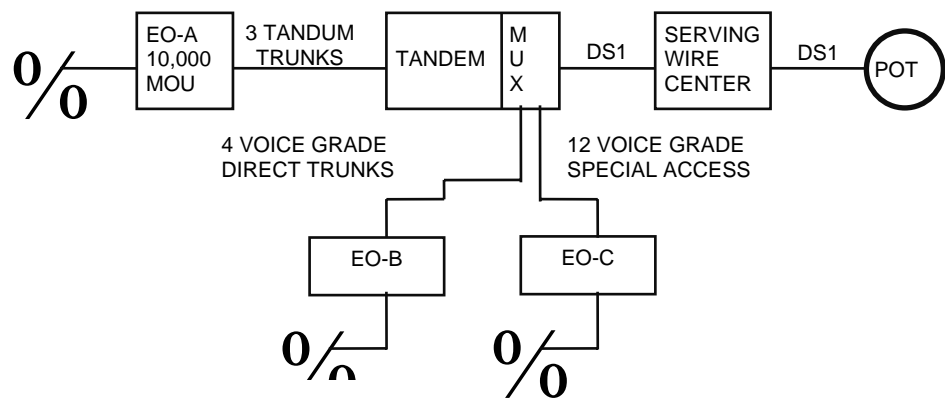 EO-A
10,000
MOU
3 TANDUM
TRUNKS
TANDEM
M
U
X
DS1
SERVING
WIRE
CENTER
DS1
POT
4 VOICE GRADE
DIRECT TRUNKS
12 VOICE GRADE
SPECIAL ACCESS
EO-B
EO-C
%
%
%